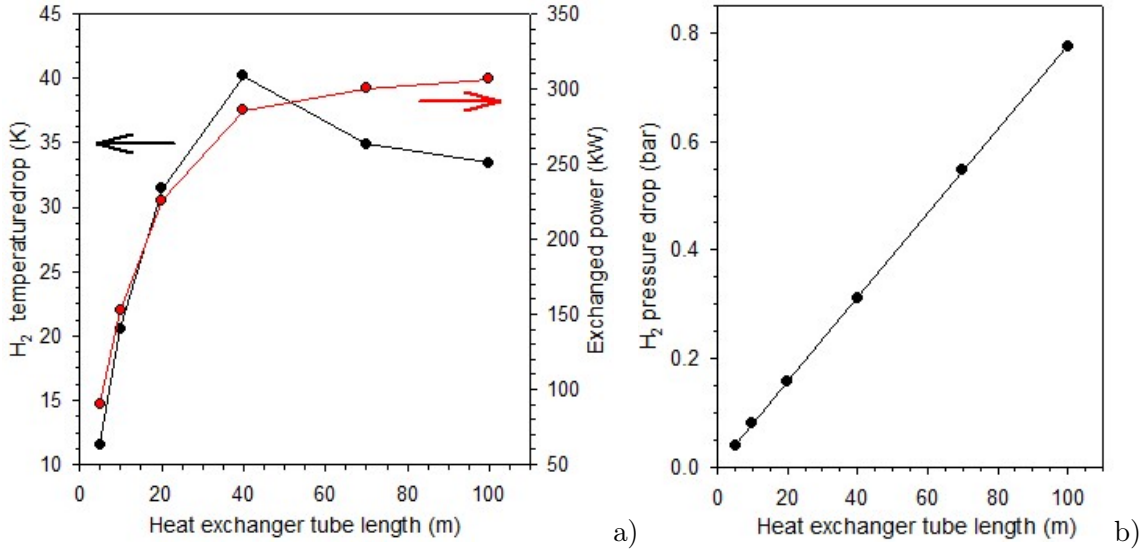 45
40
35
30
25
20
15
10
H2 temperaturedrop (K)
350
300
250
200
150
100
50
Exchanged power (kW)
0 20 40 60 80 100
Heat exchanger tube length (m)
a)
0.8
0.6
0.4
0.2
0.0
H2 pressure drop (bar)
0 20 40 60 80 100
Heat exchanger tube length (m)
b)